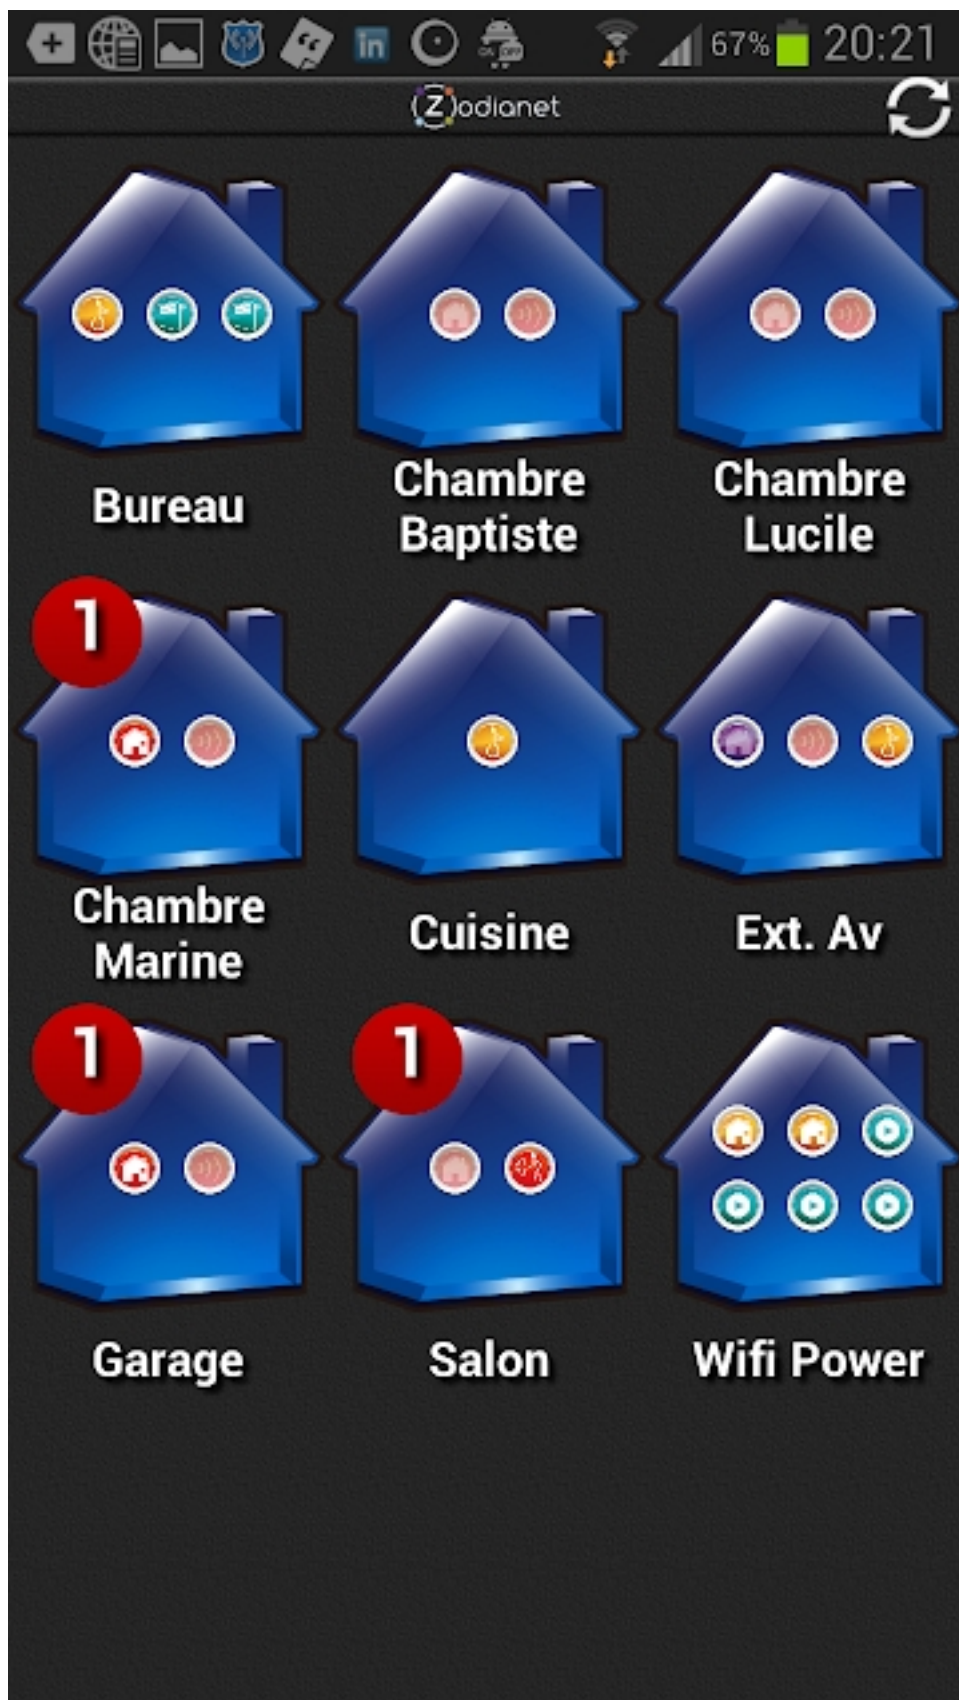 67% 20:21
Zodianet
Bureau
Chambre
Baptiste
Chambre
Lucile
1
Chambre
Marine
Cuisine
Ext. Av
1
Garage
1
Salon
Wifi Power